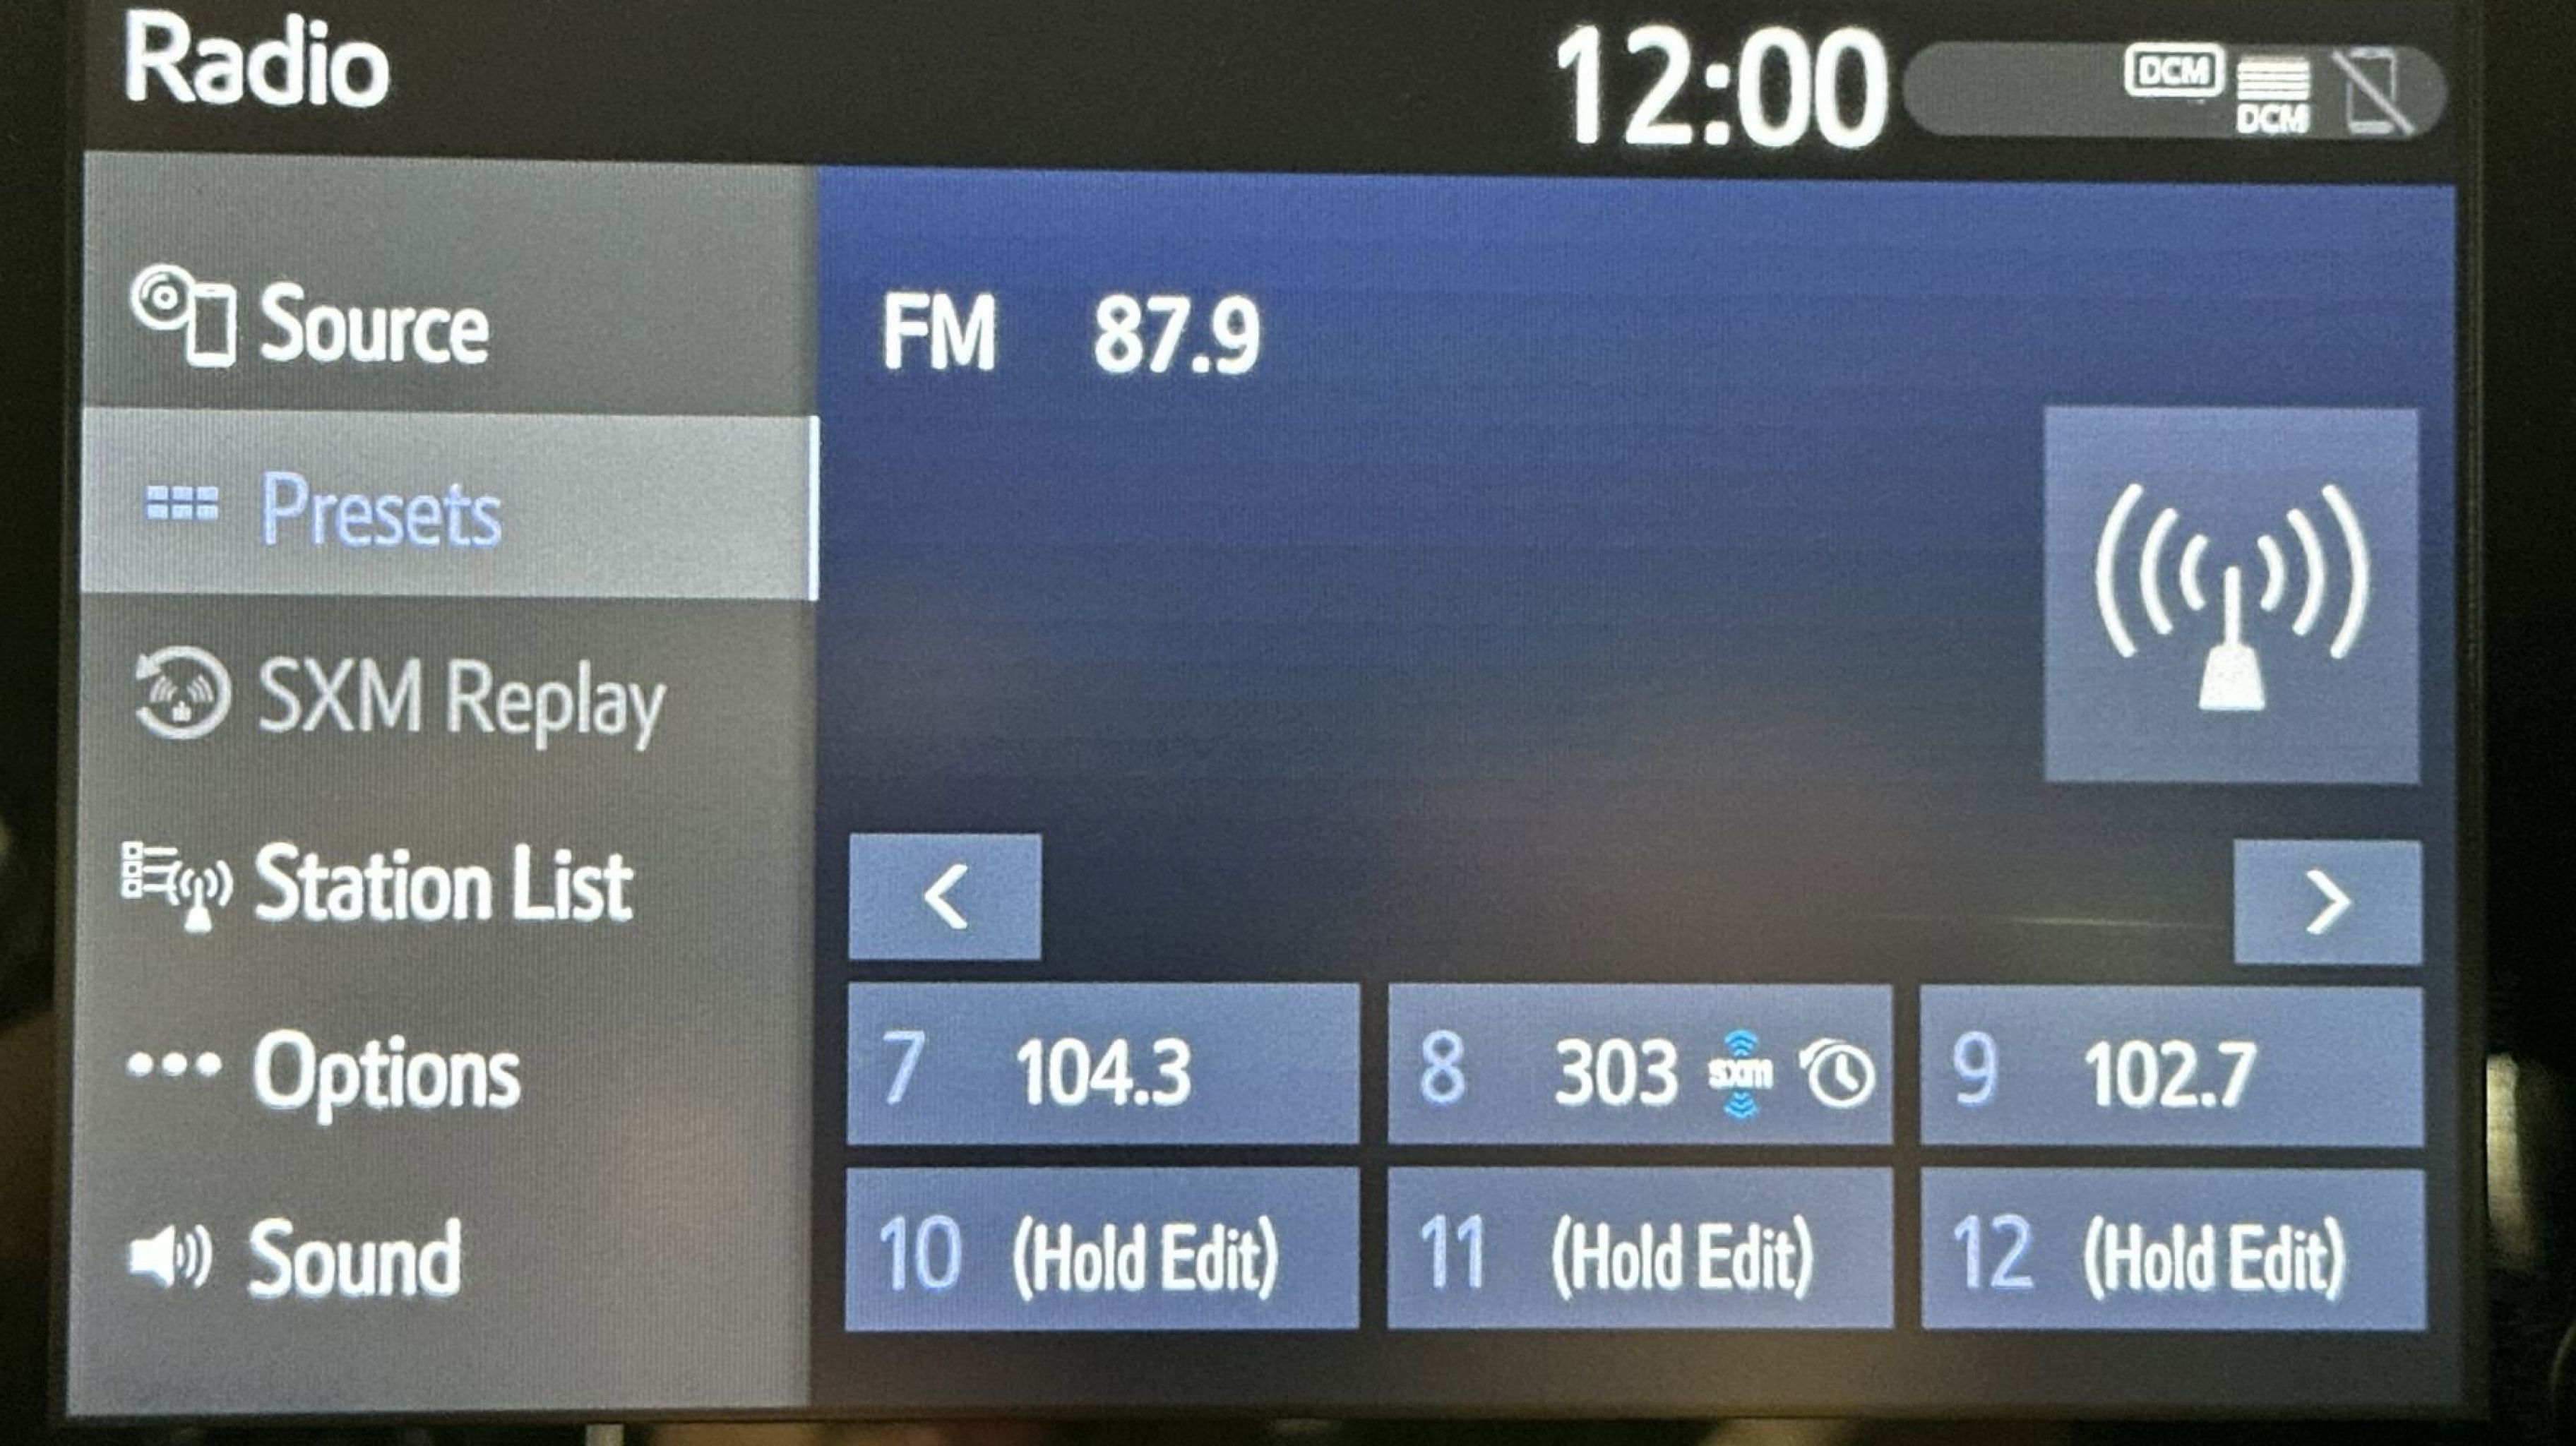 Radio
12:00
DCM
DCM
Source
Presets
SXM Replay
Station List
Options
Sound
FM 87.9
<
>
7 104.3
8 303 sxm
9 102.7
10 (Hold Edit)
11 (Hold Edit)
12 (Hold Edit)